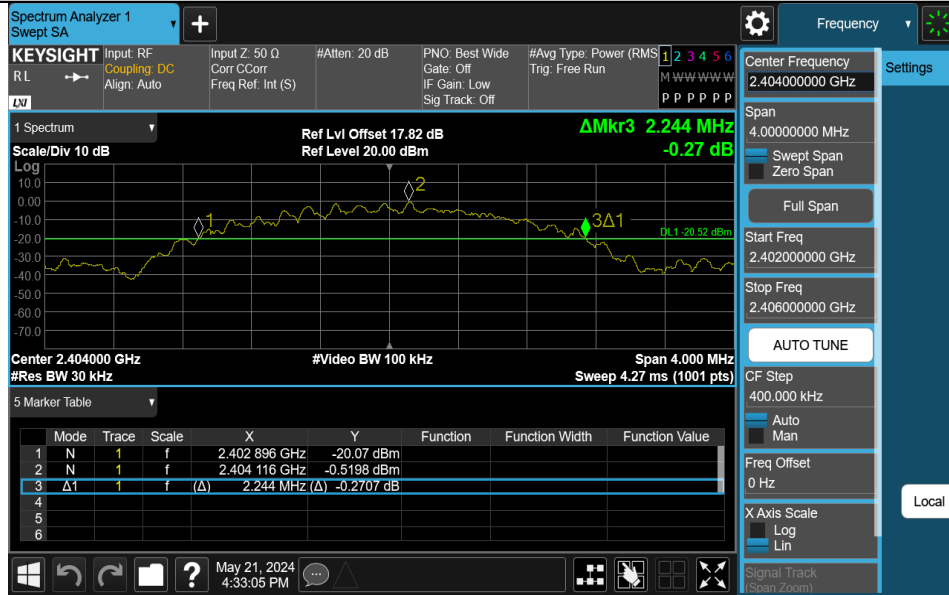 Spectrum Analyzer 1
Swept SA
Frequency
KEYSIGHT
RL
LXI
Input: RF
Coupling: DC
Align: Auto
Input Z: 50 Ω
Corr CCorr
Freq Ref: Int (S)
#Atten: 20 dB
PNO: Best Wide
Gate: Off
IF Gain: Low
Sig Track: Off
#Avg Type: Power (RMS
Trig: Free Run
1 2 3 4 5 6
M W W W W W
P P P P P P
1 Spectrum
Scale/Div 10 dB
Ref Lvl Offset 17.82 dB
Ref Level 20.00 dBm
ΔMkr3 2.244 MHz
-0.27 dB
Log
10.0
0.00
-10.0
-20.0
-30.0
-40.0
-50.0
-60.0
-70.0
1
2
3Δ1
DL1 -20.52 dBm
Center 2.404000 GHz
#Video BW 100 kHz
Span 4.000 MHz
#Res BW 30 kHz
Sweep 4.27 ms (1001 pts)
5 Marker Table
Mode Trace Scale X Y Function Function Width Function Value
1 N 1 f 2.402 896 GHz -20.07 dBm
2 N 1 f 2.404 116 GHz -0.5198 dBm
3 Δ1 1 f (Δ) 2.244 MHz (Δ) -0.2707 dB
4
5
6
?
May 21, 2024
4:33:05 PM
Center Frequency
2.404000000 GHz
Span
4.00000000 MHz
Swept Span
Zero Span
Full Span
Start Freq
2.402000000 GHz
Stop Freq
2.406000000 GHz
AUTO TUNE
CF Step
400.000 kHz
Auto
Man
Freq Offset
0 Hz
X Axis Scale
Log
Lin
Signal Track
(Span Zoom)
Settings
Local